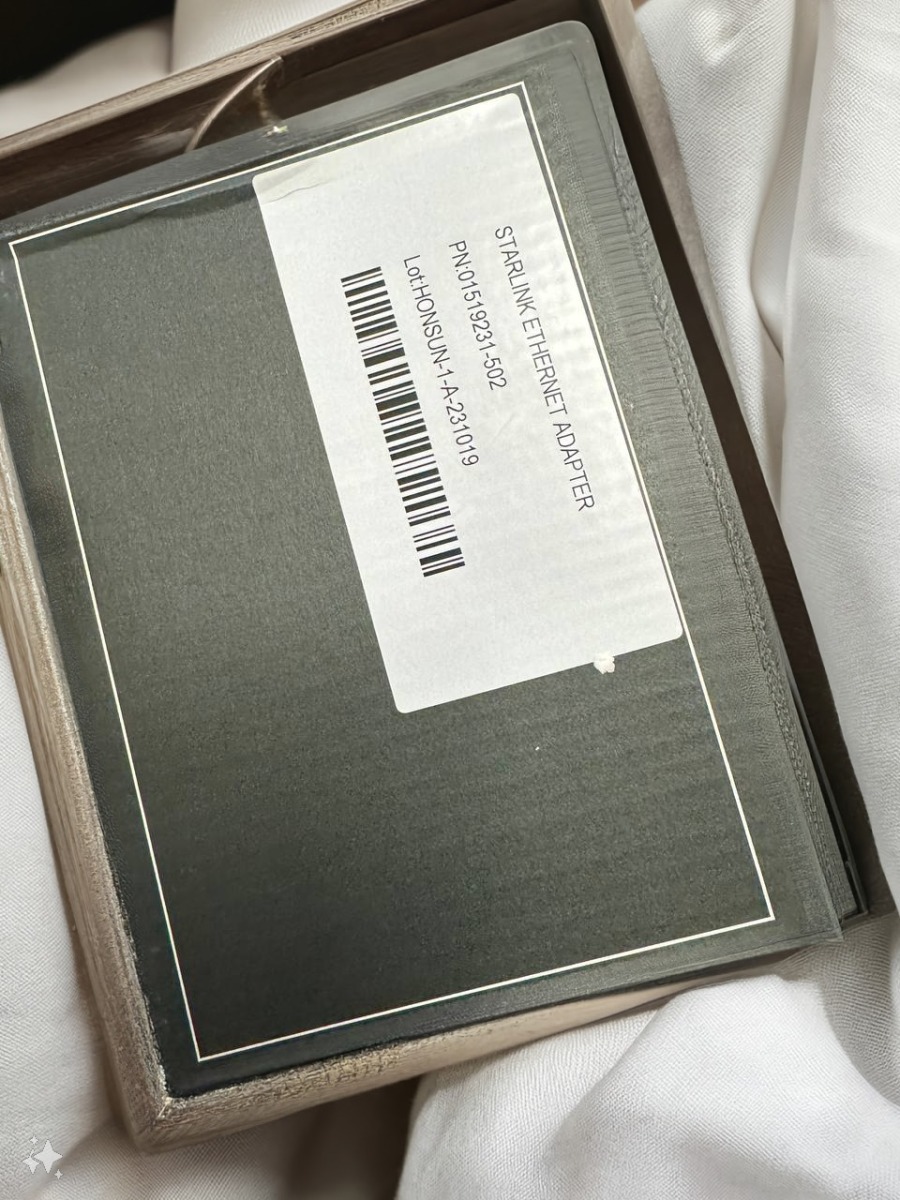 STARLINK ETHERNET ADAPTER
PN:01519231-502
Lot:HONSUN-1-A-231019